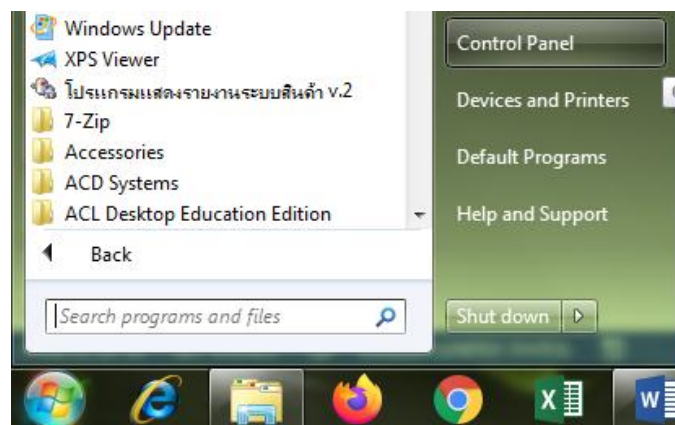 Windows Update
XPS Viewer
โปรแกรมแสดงรายงานระบบสินค้า v.2
7-Zip
Accessories
ACD Systems
ACL Desktop Education Edition
Back
Search programs and files
Control Panel
Devices and Printers
Default Programs
Help and Support
Shut down